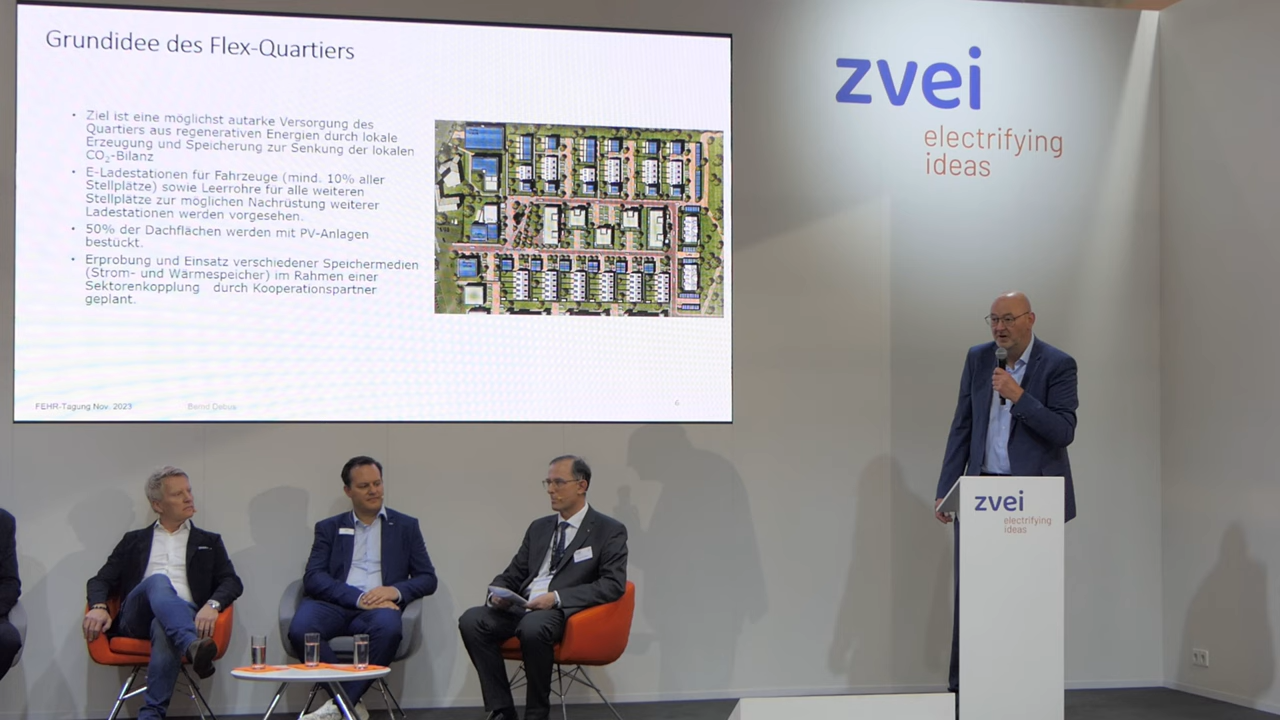 Grundidee des Flex-Quartiers
• Ziel ist eine möglichst autarke Versorgung des
Quartiers aus regenerativen Energien durch lokale
Erzeugung und Speicherung zur Senkung der lokalen
CO₂-Bilanz
• E-Ladestationen für Fahrzeuge (mind. 10% aller
Stellplätze) sowie Leerrohre für alle weiteren
Stellplätze zur möglichen Nachrüstung weiterer
Ladestationen werden vorgesehen.
• 50% der Dachflächen werden mit PV-Anlagen
bestückt.
• Erprobung und Einsatz verschiedener Speichermedien
(Strom- und Wärmespeicher) im Rahmen einer
Sektorenkopplung durch Kooperationspartner
geplant.
FEHR-Tagung Nov. 2023 Bernd Debus 6
zvei
electrifying
ideas
zvei
electrifying
ideas